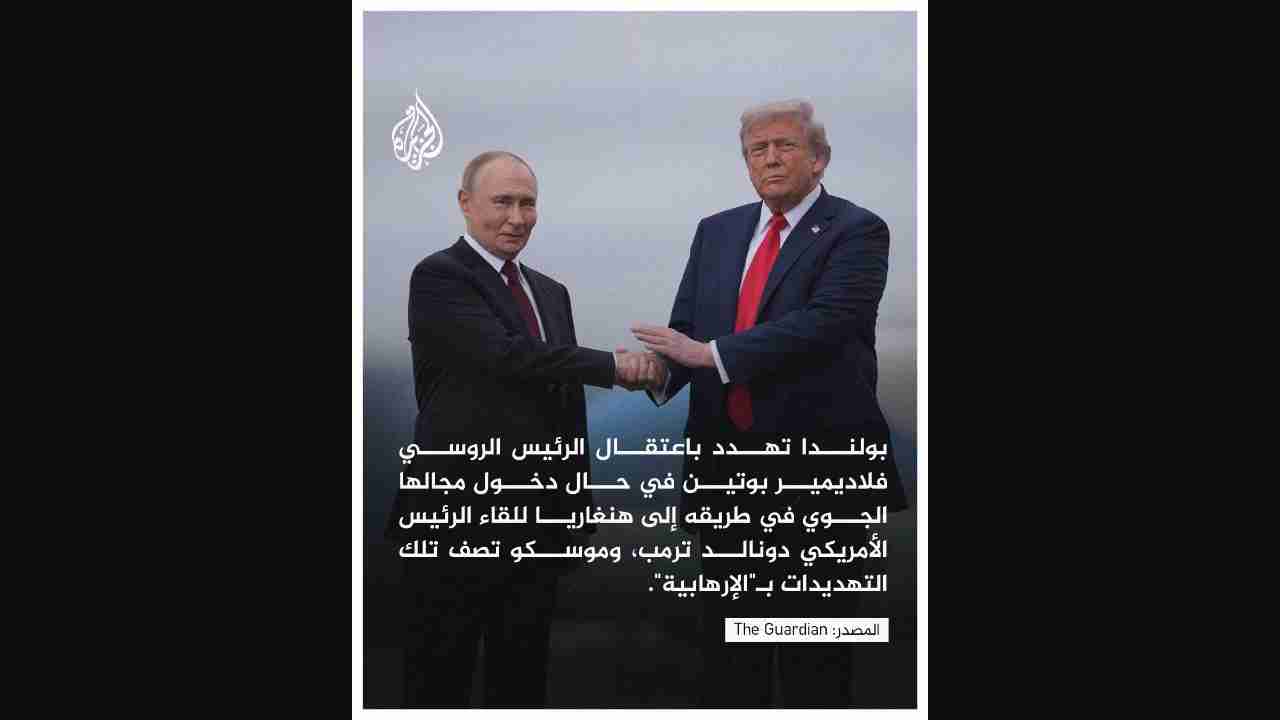 الجزيرة
بولندا تهدد باعتقال الرئيس الروسي
فلاديمير بوتين في حال دخول مجالها
الجوي في طريقه إلى هنغاريا للقاء الرئيس
الأمريكي دونالد ترمب، وموسكو تصف تلك
التهديدات بـ"الإرهابية".
المصدر: The Guardian